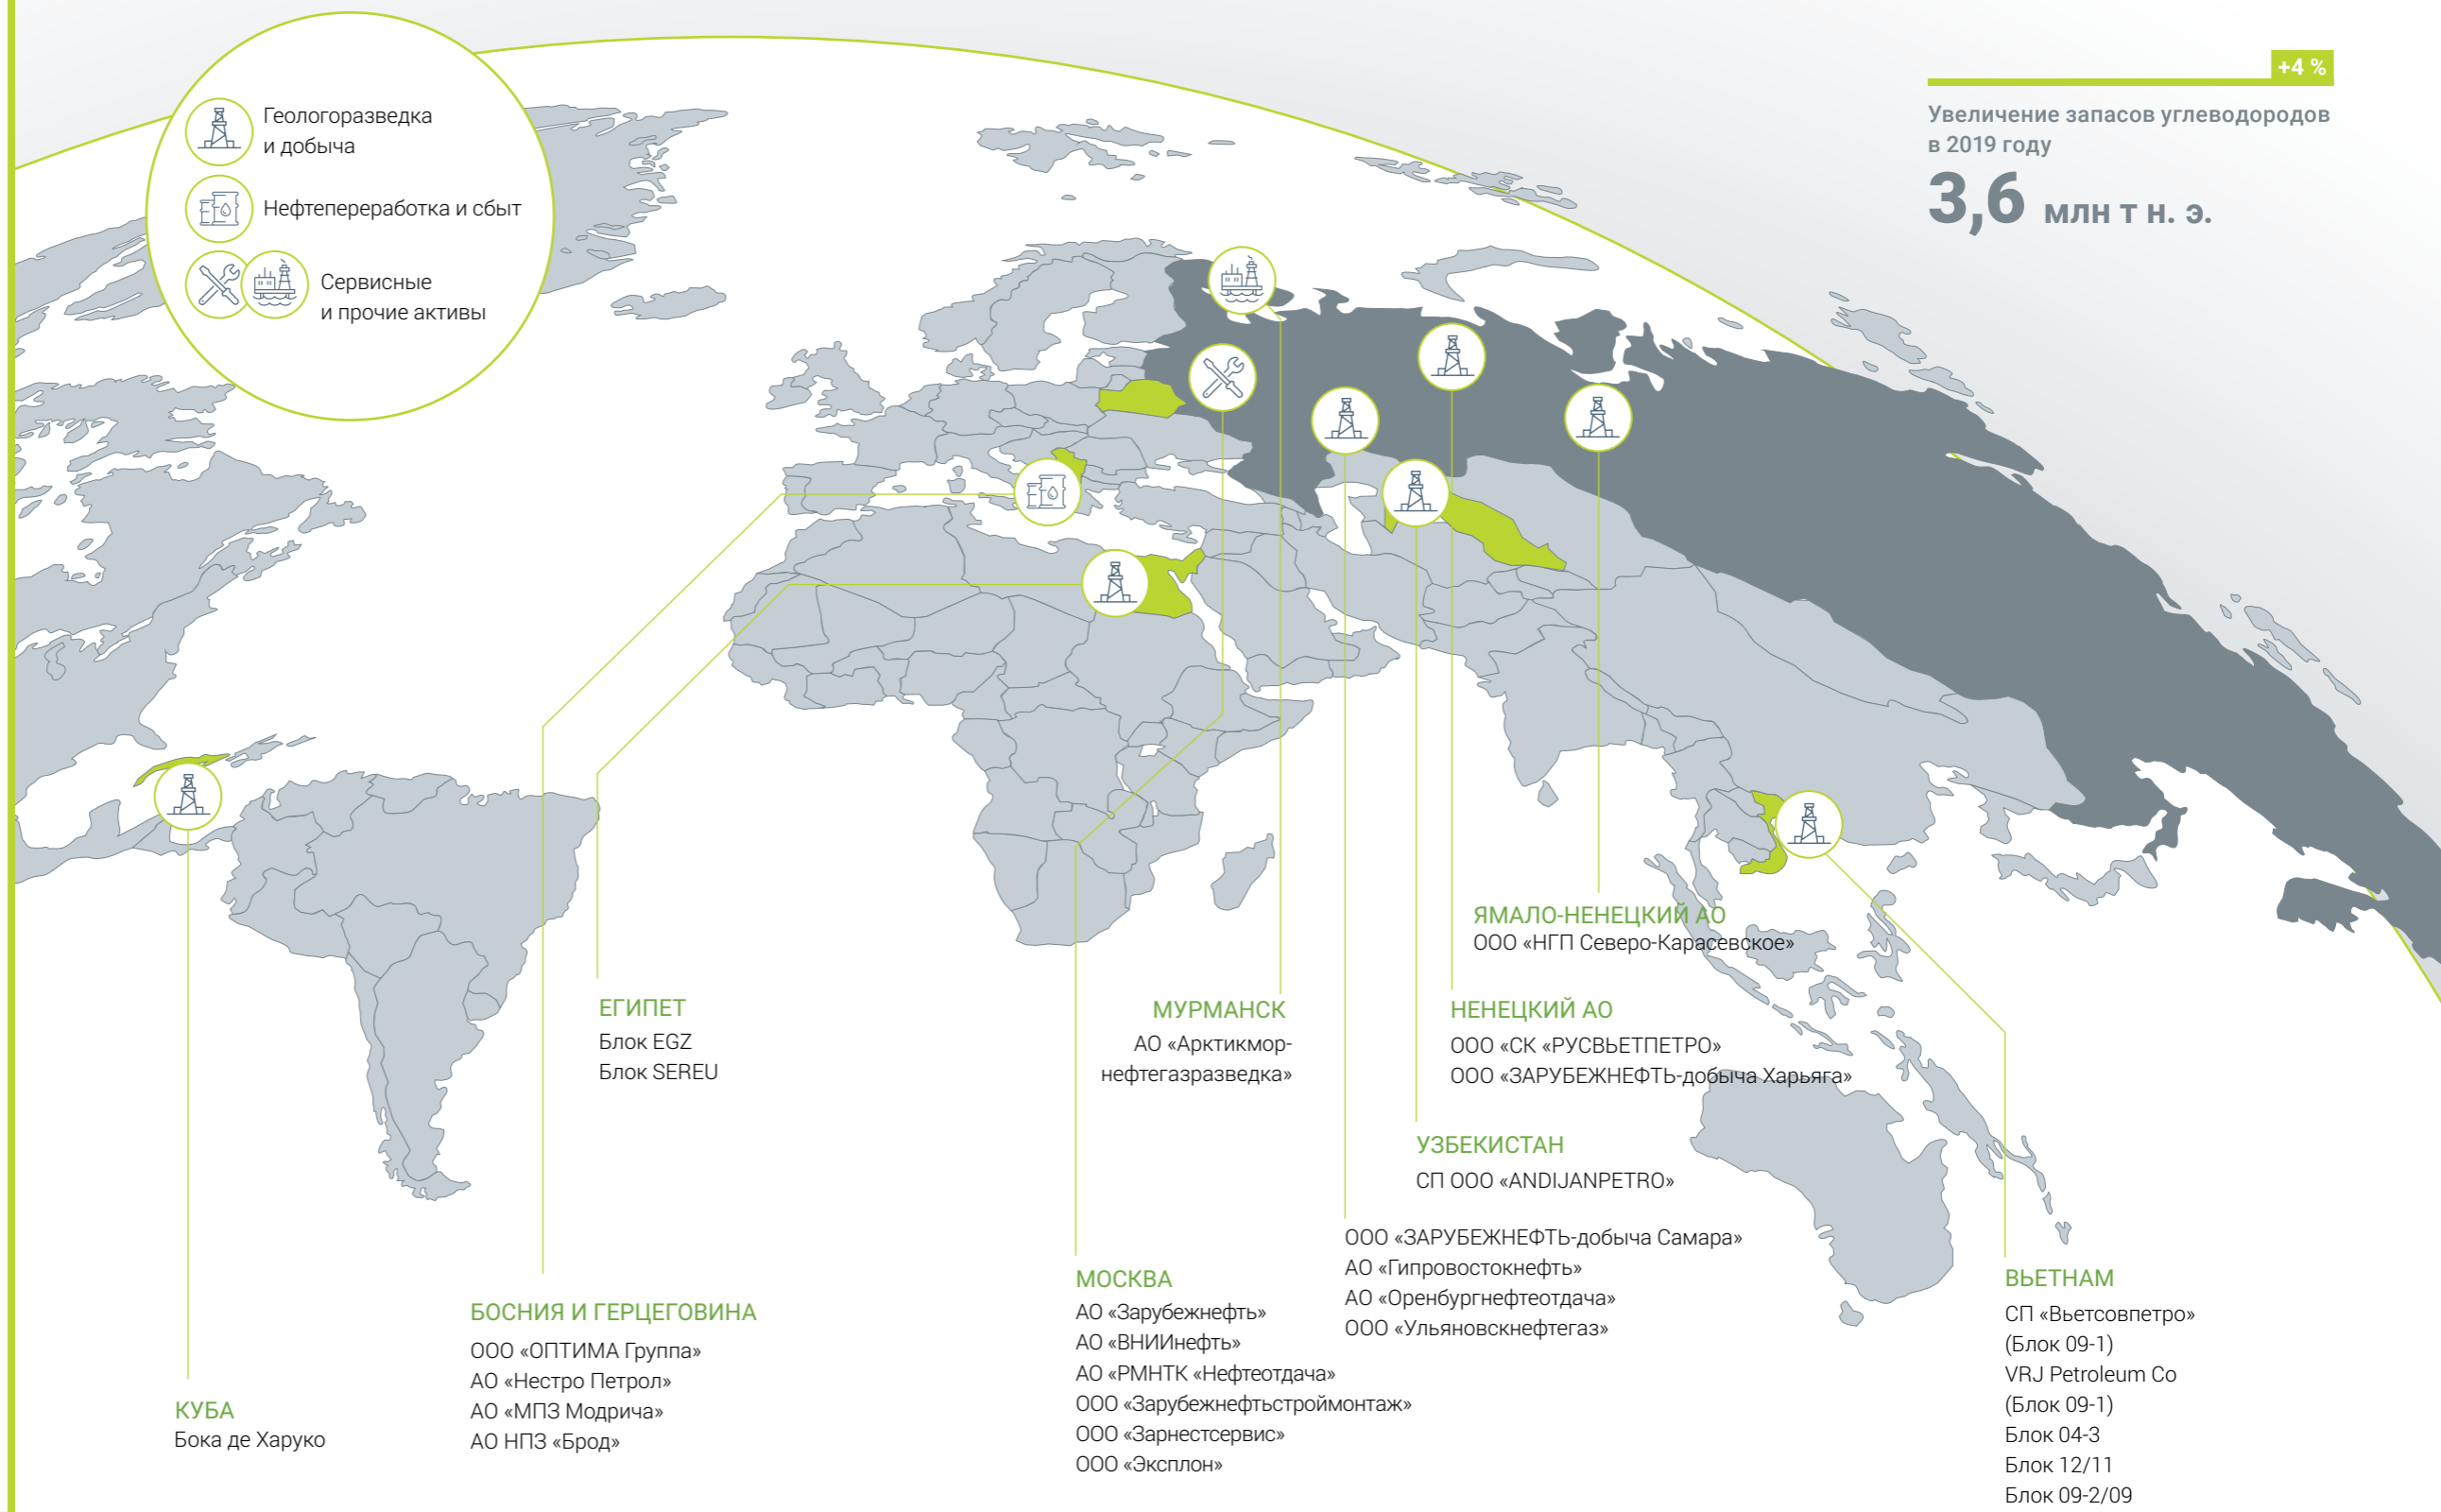 Геологоразведка
и добыча
Нефтепереработка и сбыт
Сервисные
и прочие активы
+4 %
Увеличение запасов углеводородов
в 2019 году
3,6 млн т н. э.
ЯМАЛО-НЕНЕЦКИЙ АО
ООО «НГП Северо-Карасевское»
ЕГИПЕТ
Блок EGZ
Блок SEREU
МУРМАНСК
АО «Арктикмор-
нефтегазразведка»
НЕНЕЦКИЙ АО
ООО «СК «РУСВЬЕТПЕТРО»
ООО «ЗАРУБЕЖНЕФТЬ-добыча Харьяга»
УЗБЕКИСТАН
СП ООО «ANDIJANPETRO»
ООО «ЗАРУБЕЖНЕФТЬ-добыча Самара»
АО «Гипровостокнефть»
АО «Оренбургнефтеотдача»
ООО «Ульяновскнефтегаз»
КУБА
Бока де Харуко
БОСНИЯ И ГЕРЦЕГОВИНА
ООО «ОПТИМА Группа»
АО «Нестро Петрол»
АО «МПЗ Модрича»
АО НПЗ «Брод»
МОСКВА
АО «Зарубежнефть»
АО «ВНИИнефть»
АО «РМНТК «Нефтеотдача»
ООО «Зарубежнефтьстроймонтаж»
ООО «Зарнестсервис»
ООО «Эксплон»
ВЬЕТНАМ
СП «Вьетсовпетро»
(Блок 09-1)
VRJ Petroleum Co
(Блок 09-1)
Блок 04-3
Блок 12/11
Блок 09-2/09